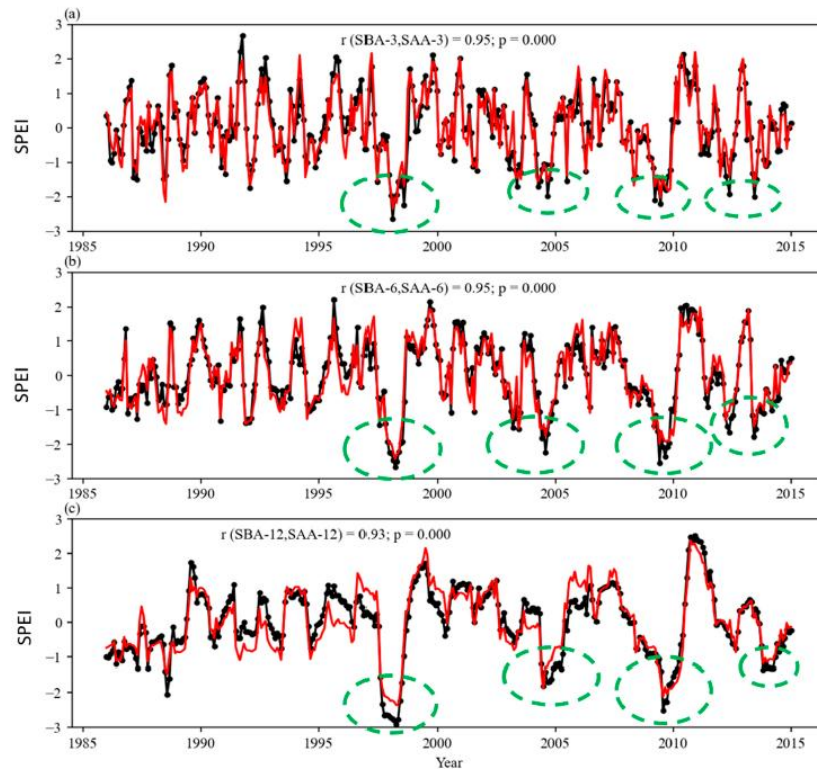 (a)
3
2
1
0
−1
−2
−3
SPEI
r (SBA-3,SAA-3) = 0.95; p = 0.000
1985 1990 1995 2000 2005 2010 2015
(b)
3
2
1
0
−1
−2
−3
SPEI
r (SBA-6,SAA-6) = 0.95; p = 0.000
1985 1990 1995 2000 2005 2010 2015
(c)
3
2
1
0
−1
−2
−3
SPEI
r (SBA-12,SAA-12) = 0.93; p = 0.000
1985 1990 1995 2000 2005 2010 2015
Year